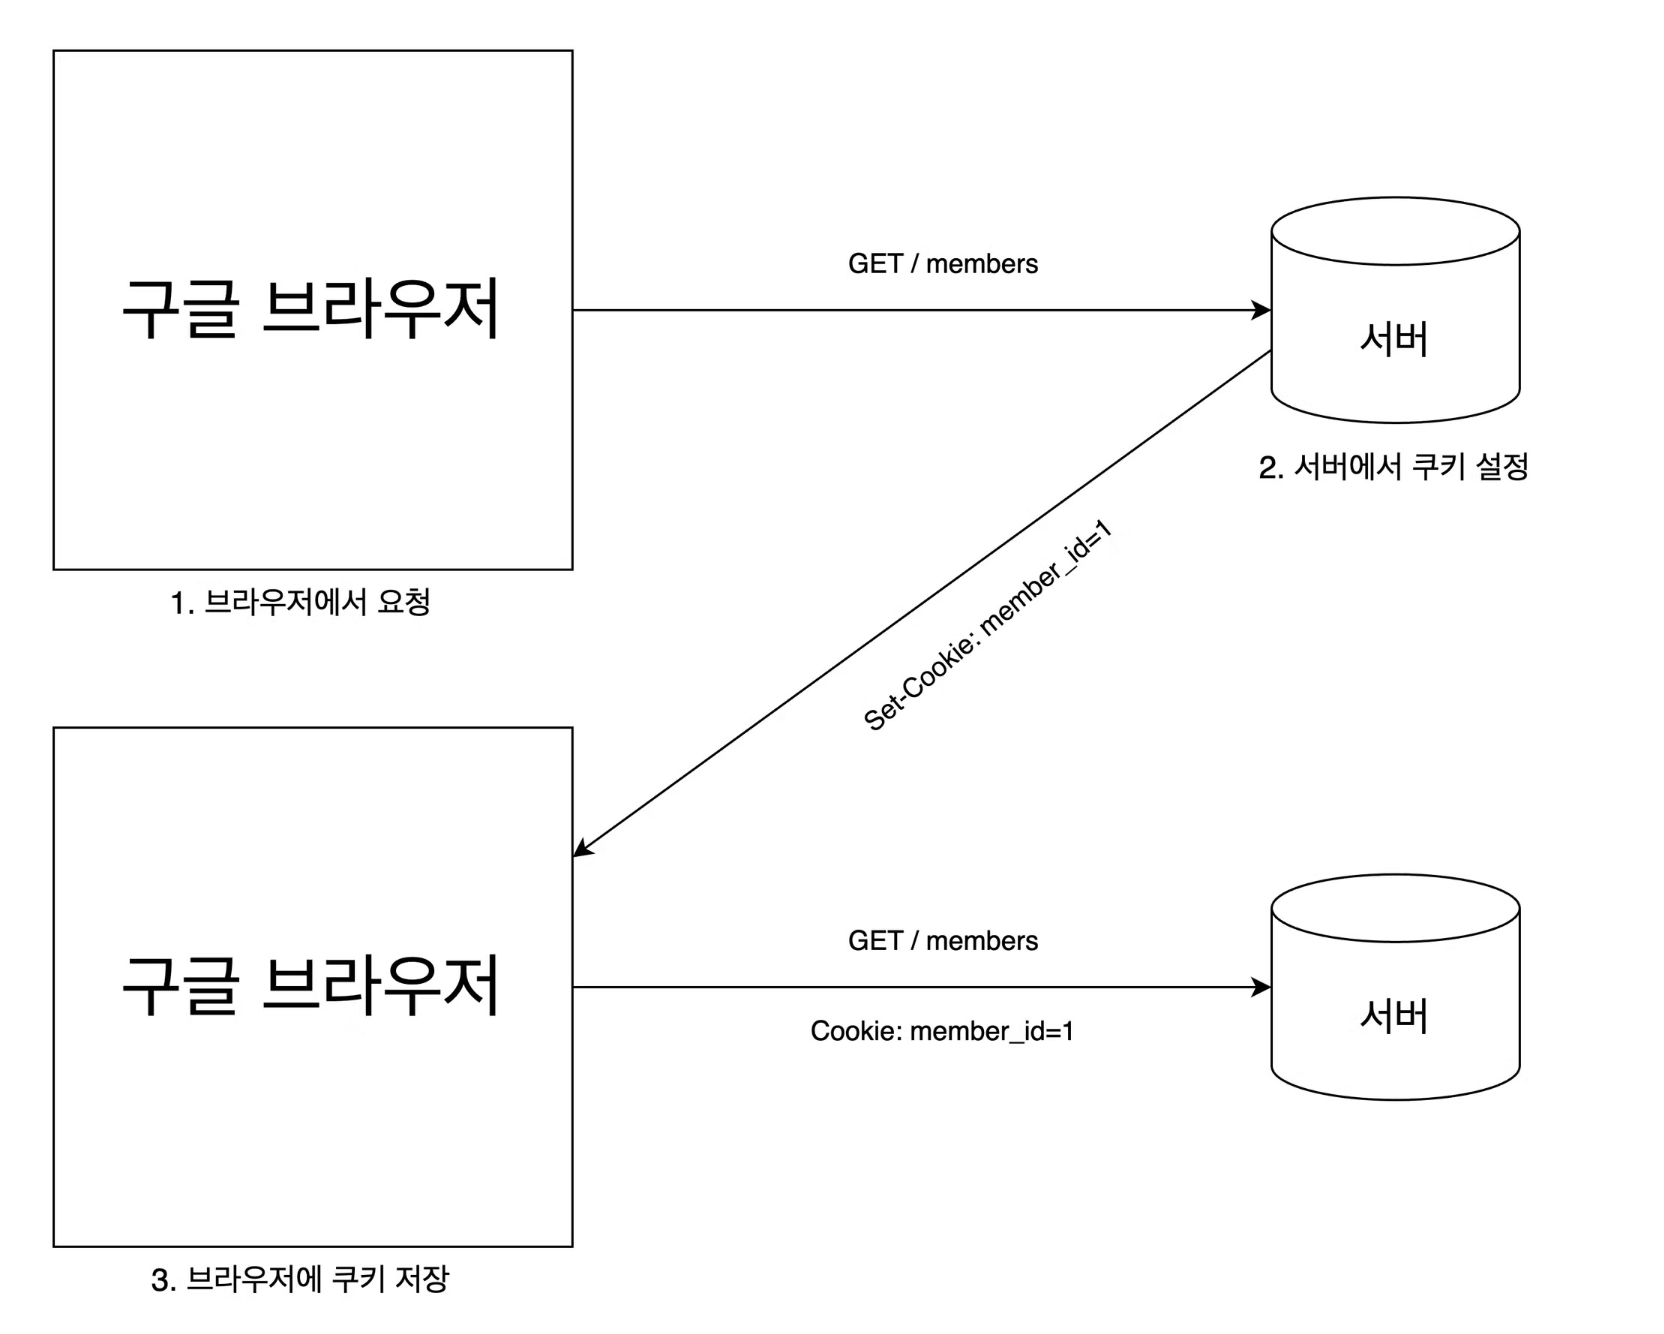 구글 브라우저
1. 브라우저에서 요청
GET / members
서버
2. 서버에서 쿠키 설정
Set-Cookie: member_id=1
구글 브라우저
3. 브라우저에 쿠키 저장
GET / members
Cookie: member_id=1
서버